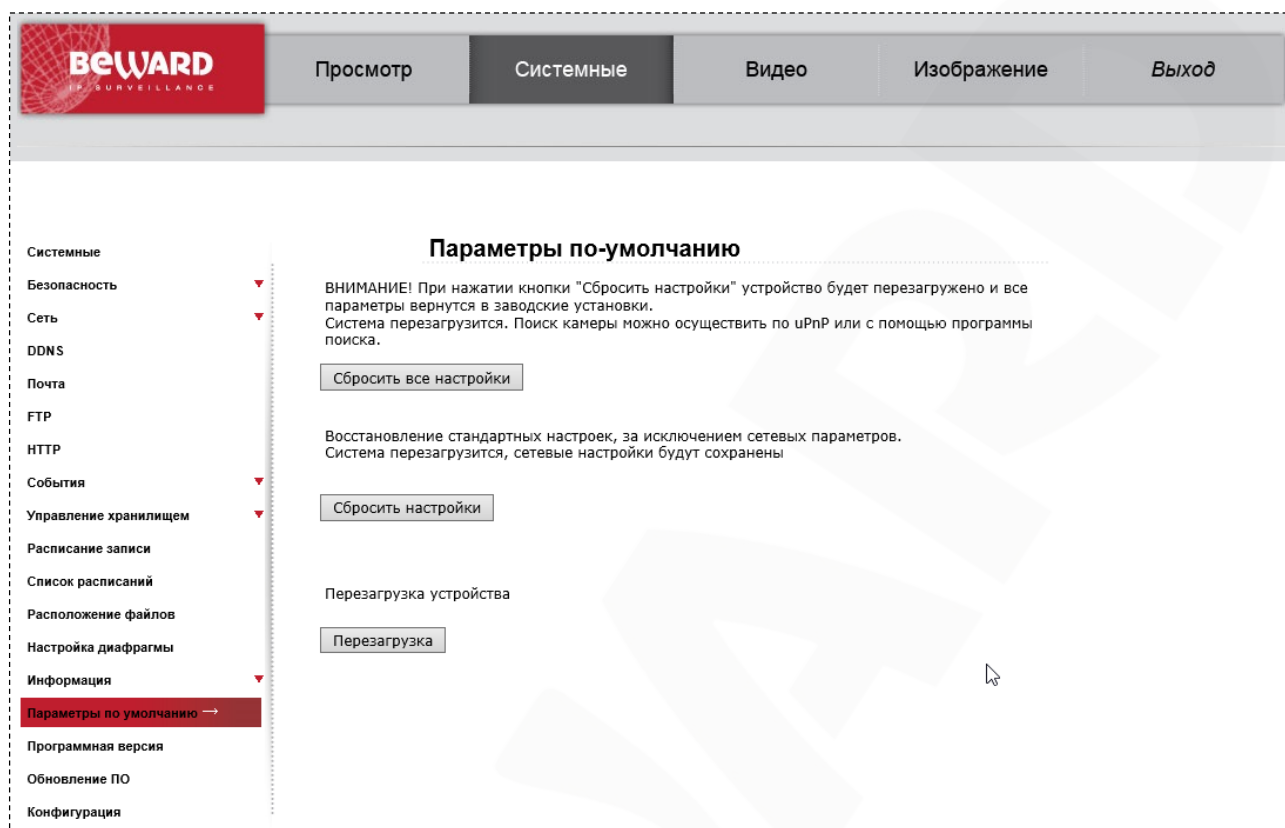 BEWARD
IP SURVEILLANCE
Просмотр
Системные
Видео
Изображение
Выход
Системные
Безопасность
Сеть
DDNS
Почта
FTP
HTTP
События
Управление хранилищем
Расписание записи
Список расписаний
Расположение файлов
Настройка диафрагмы
Информация
Параметры по умолчанию →
Программная версия
Обновление ПО
Конфигурация
Параметры по-умолчанию
ВНИМАНИЕ! При нажатии кнопки "Сбросить настройки" устройство будет перезагружено и все
параметры вернутся в заводские установки.
Система перезагрузится. Поиск камеры можно осуществить по uPnP или с помощью программы
поиска.
Сбросить все настройки
Восстановление стандартных настроек, за исключением сетевых параметров.
Система перезагрузится, сетевые настройки будут сохранены
Сбросить настройки
Перезагрузка устройства
Перезагрузка